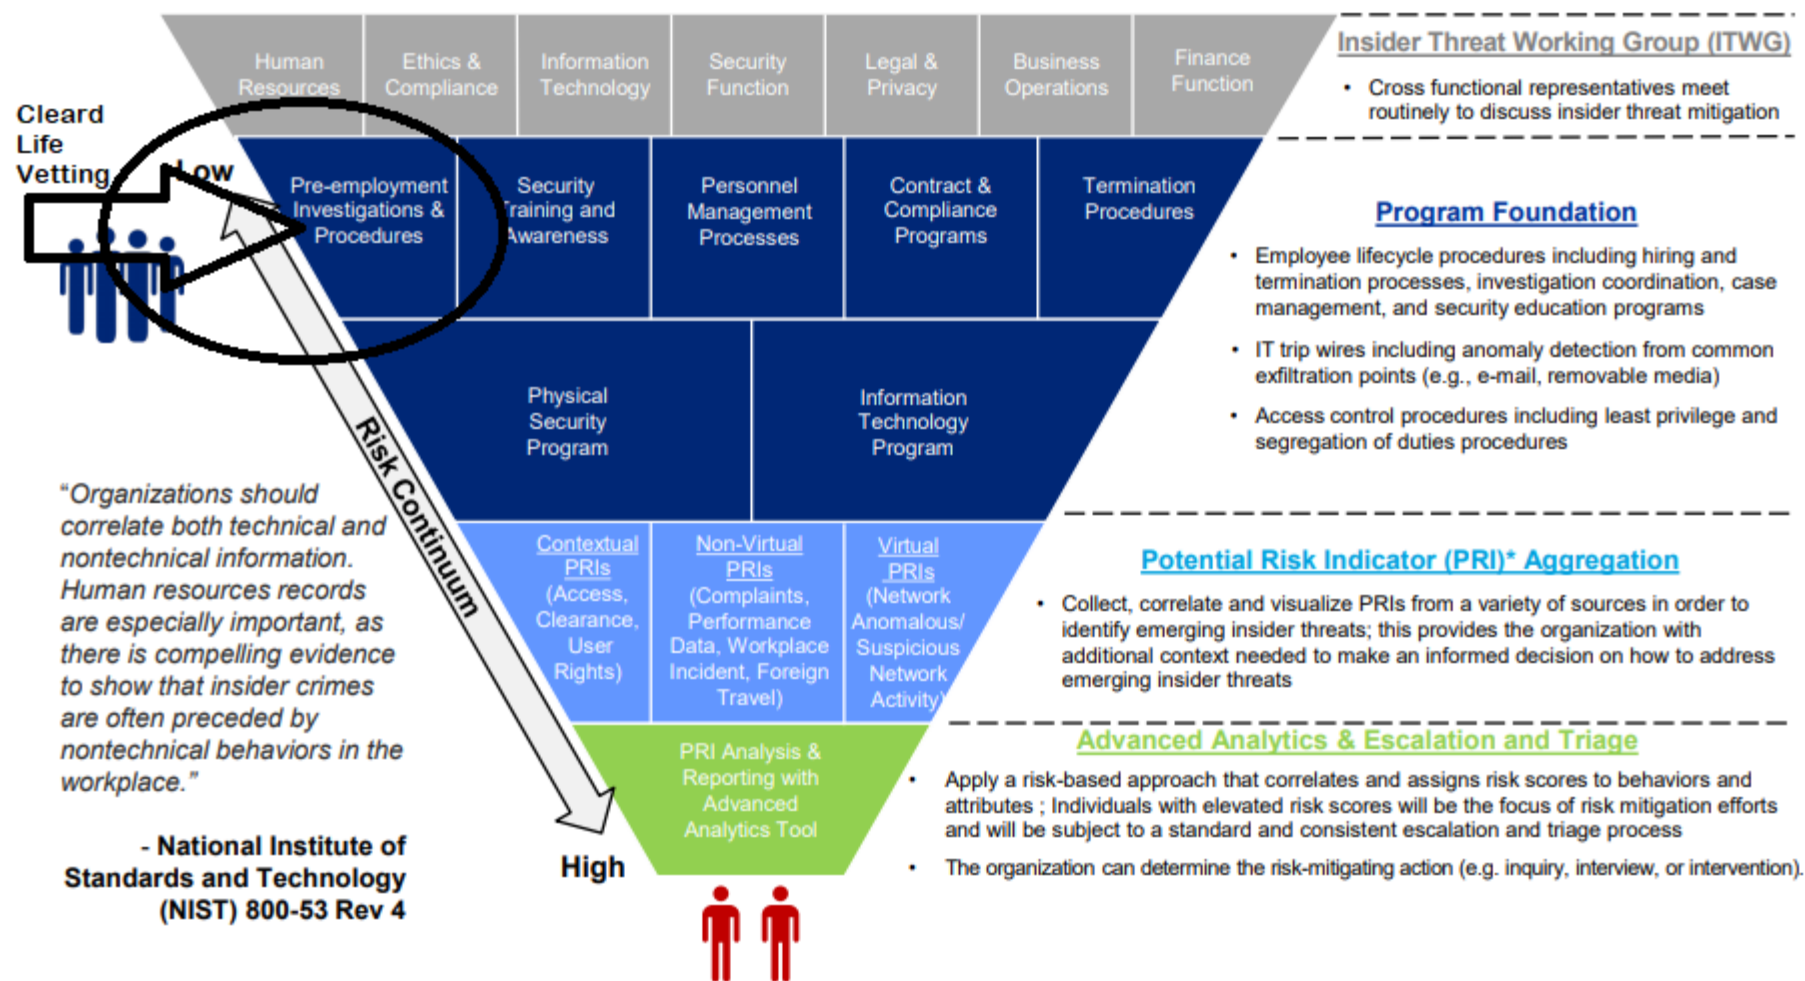 Human
Resources
Ethics &
Compliance
Information
Technology
Security
Function
Legal &
Privacy
Business
Operations
Finance
Function
Insider Threat Working Group (ITWG)
• Cross functional representatives meet
routinely to discuss insider threat mitigation
Cleard
Life
Vetting
Low
Pre-employment
Investigations &
Procedures
Security
Training and
Awareness
Personnel
Management
Processes
Contract &
Compliance
Programs
Termination
Procedures
Program Foundation
• Employee lifecycle procedures including hiring and
termination processes, investigation coordination, case
management, and security education programs
• IT trip wires including anomaly detection from common
exfiltration points (e.g., e-mail, removable media)
• Access control procedures including least privilege and
segregation of duties procedures
Physical
Security
Program
Information
Technology
Program
Risk Continuum
“Organizations should
correlate both technical and
nontechnical information.
Human resources records
are especially important, as
there is compelling evidence
to show that insider crimes
are often preceded by
nontechnical behaviors in the
workplace.”
- National Institute of
Standards and Technology
(NIST) 800-53 Rev 4
Contextual
PRIs
(Access,
Clearance,
User
Rights)
Non-Virtual
PRIs
(Complaints,
Performance
Data, Workplace
Incident, Foreign
Travel)
Virtual
PRIs
(Network
Anomalous/
Suspicious
Network
Activity)
Potential Risk Indicator (PRI)* Aggregation
• Collect, correlate and visualize PRIs from a variety of sources in order to
identify emerging insider threats; this provides the organization with
additional context needed to make an informed decision on how to address
emerging insider threats
PRI Analysis &
Reporting with
Advanced
Analytics Tool
High
Advanced Analytics & Escalation and Triage
• Apply a risk-based approach that correlates and assigns risk scores to behaviors and
attributes ; Individuals with elevated risk scores will be the focus of risk mitigation efforts
and will be subject to a standard and consistent escalation and triage process
• The organization can determine the risk-mitigating action (e.g. inquiry, interview, or intervention).